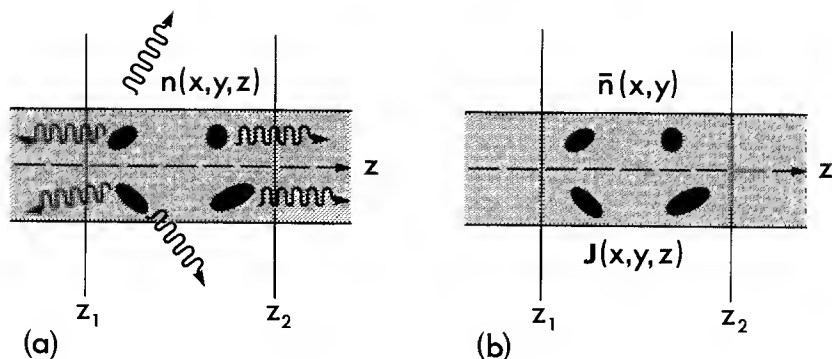 n(x,y,z)
z
z₁
z₂
(a)
n̄(x,y)
z
J(x,y,z)
z₁
z₂
(b)